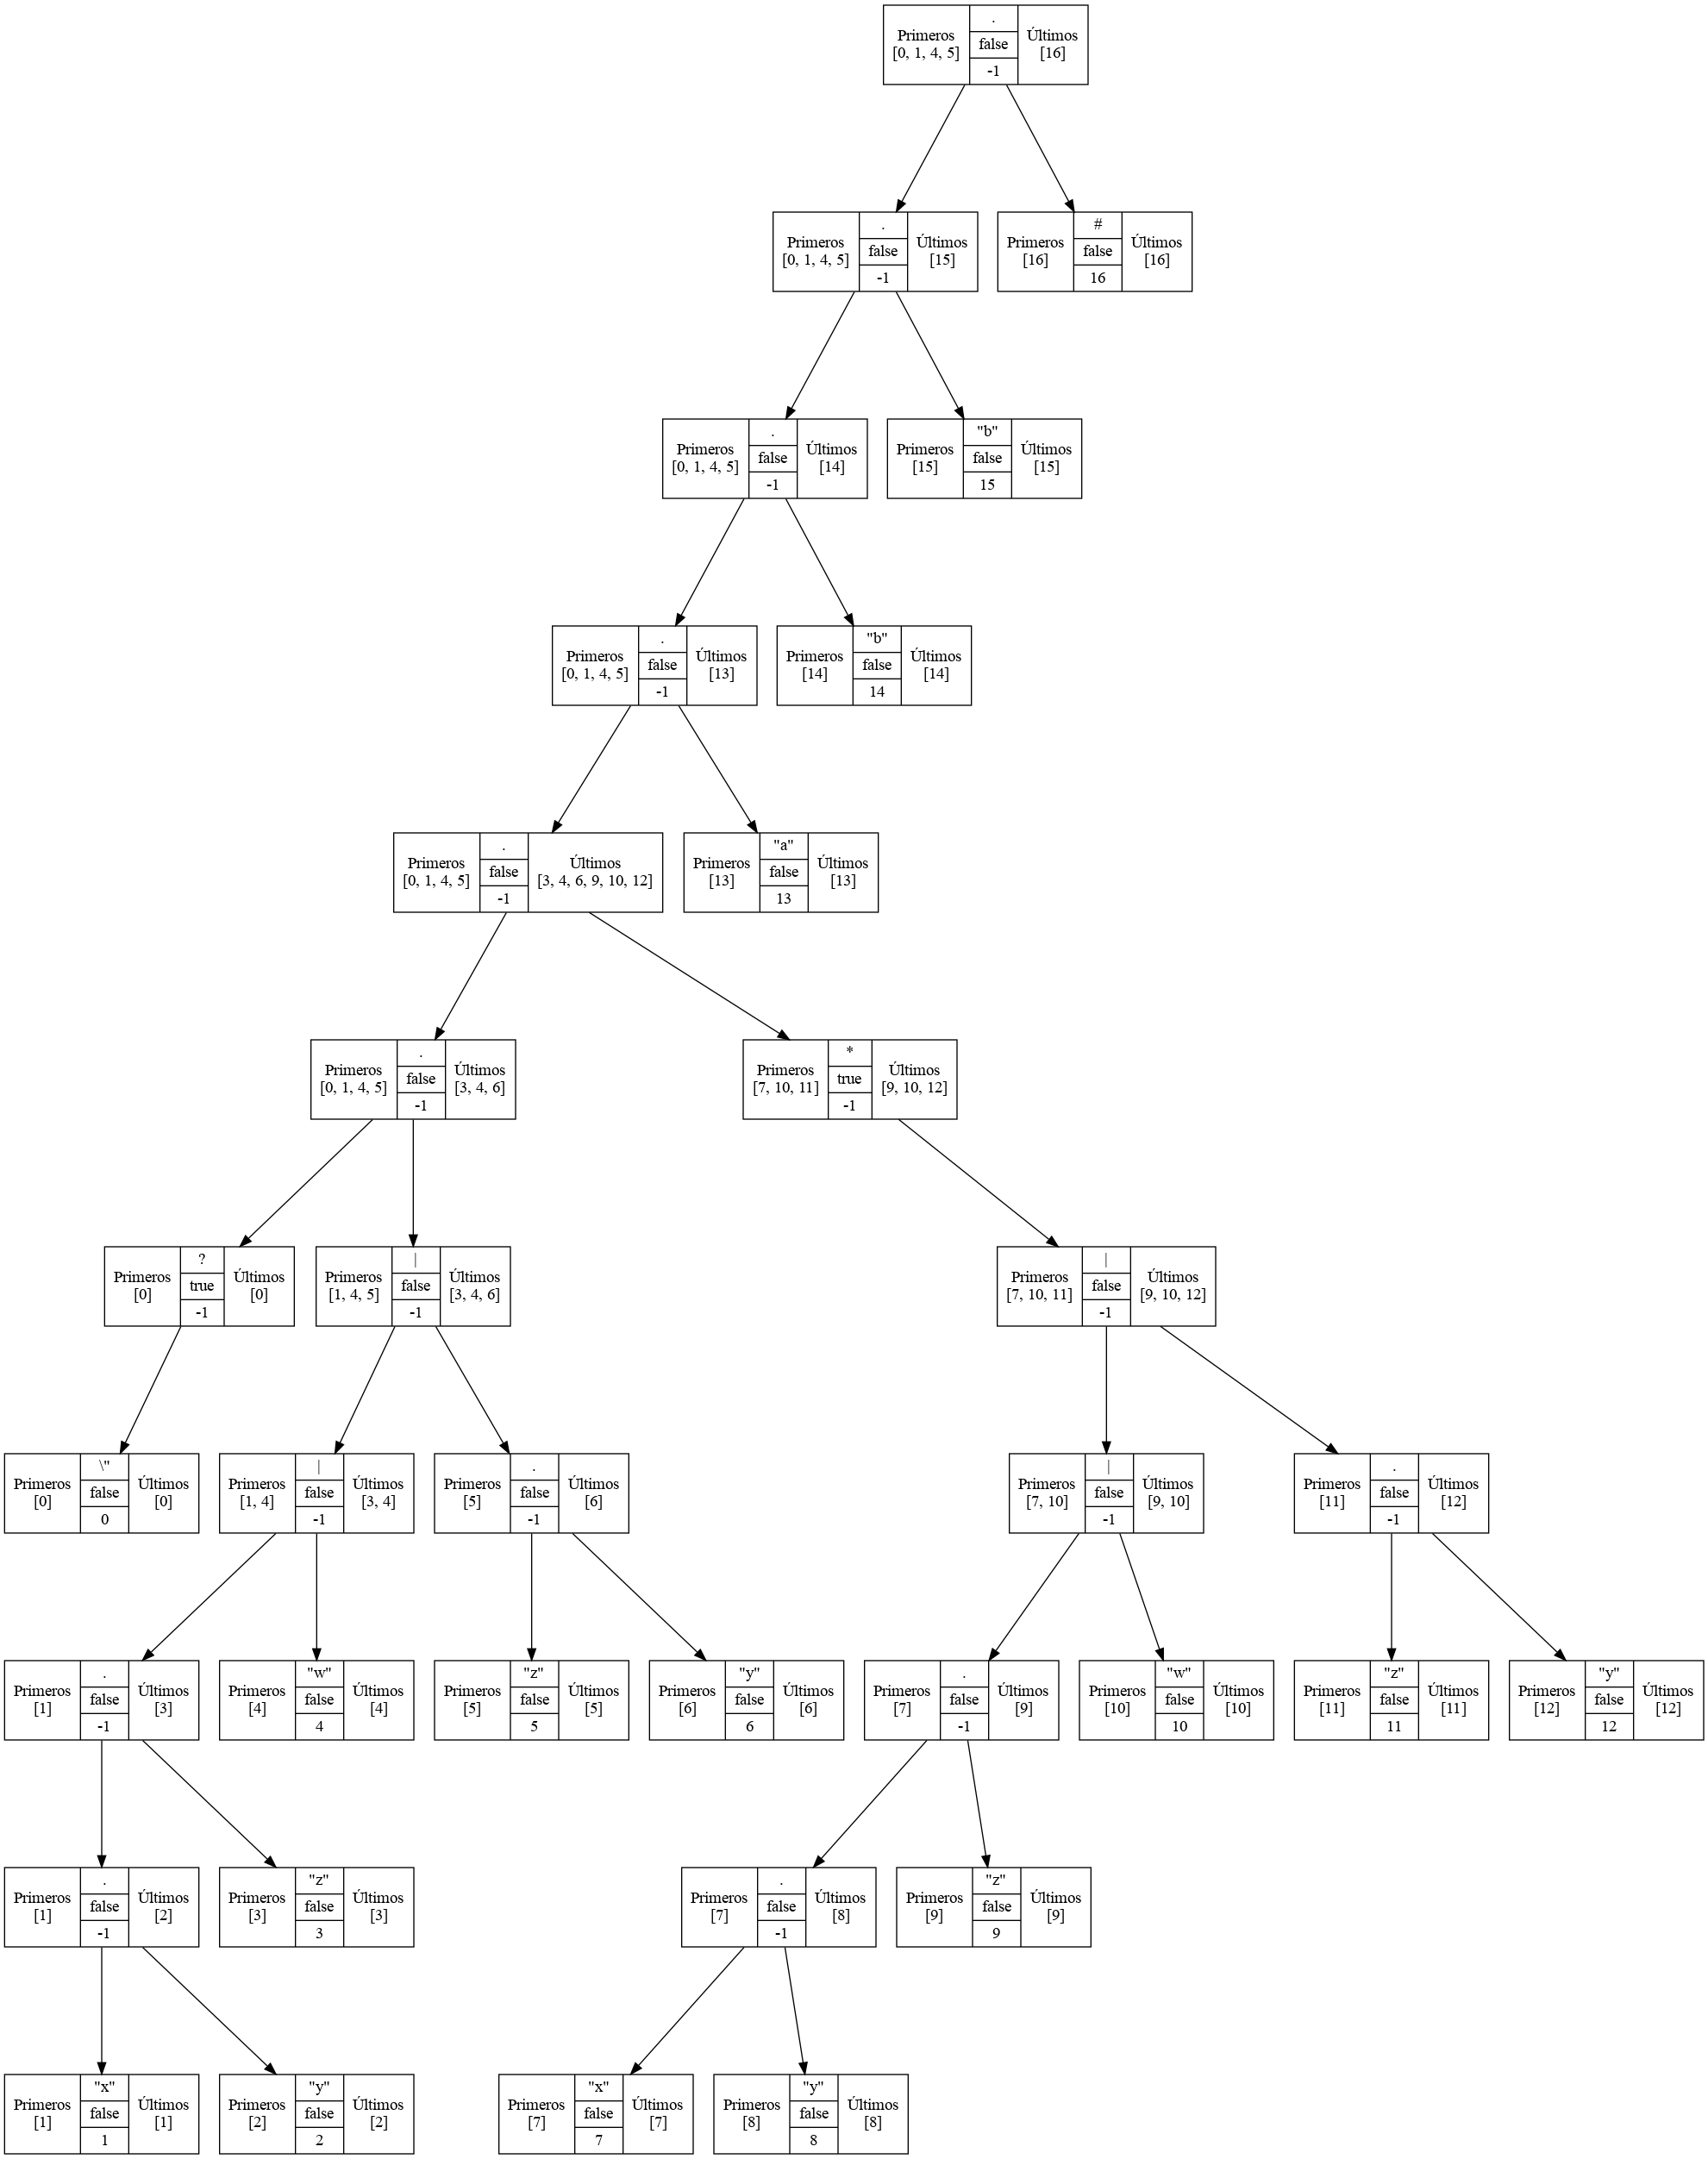 .
Primeros
[0, 1, 4, 5]
false
Últimos
[16]
-1
.
Primeros
[0, 1, 4, 5]
false
Últimos
[15]
-1
#
Primeros
[16]
false
Últimos
[16]
16
.
Primeros
[0, 1, 4, 5]
false
Últimos
[14]
-1
"b"
Primeros
[15]
false
Últimos
[15]
15
.
Primeros
[0, 1, 4, 5]
false
Últimos
[13]
-1
"b"
Primeros
[14]
false
Últimos
[14]
14
.
Primeros
[0, 1, 4, 5]
false
Últimos
[3, 4, 6, 9, 10, 12]
-1
"a"
Primeros
[13]
false
Últimos
[13]
13
.
Primeros
[0, 1, 4, 5]
false
Últimos
[3, 4, 6]
-1
*
Primeros
[7, 10, 11]
true
Últimos
[9, 10, 12]
-1
?
Primeros
[0]
true
Últimos
[0]
-1
|
Primeros
[1, 4, 5]
false
Últimos
[3, 4, 6]
-1
|
Primeros
[7, 10, 11]
false
Últimos
[9, 10, 12]
-1
\"
Primeros
[0]
false
Últimos
[0]
0
|
Primeros
[1, 4]
false
Últimos
[3, 4]
-1
.
Primeros
[5]
false
Últimos
[6]
-1
|
Primeros
[7, 10]
false
Últimos
[9, 10]
-1
.
Primeros
[11]
false
Últimos
[12]
-1
.
Primeros
[1]
false
Últimos
[3]
-1
"w"
Primeros
[4]
false
Últimos
[4]
4
"z"
Primeros
[5]
false
Últimos
[5]
5
"y"
Primeros
[6]
false
Últimos
[6]
6
.
Primeros
[7]
false
Últimos
[9]
-1
"w"
Primeros
[10]
false
Últimos
[10]
10
"z"
Primeros
[11]
false
Últimos
[11]
11
"y"
Primeros
[12]
false
Últimos
[12]
12
.
Primeros
[1]
false
Últimos
[2]
-1
"z"
Primeros
[3]
false
Últimos
[3]
3
.
Primeros
[7]
false
Últimos
[8]
-1
"z"
Primeros
[9]
false
Últimos
[9]
9
"x"
Primeros
[1]
false
Últimos
[1]
1
"y"
Primeros
[2]
false
Últimos
[2]
2
"x"
Primeros
[7]
false
Últimos
[7]
7
"y"
Primeros
[8]
false
Últimos
[8]
8